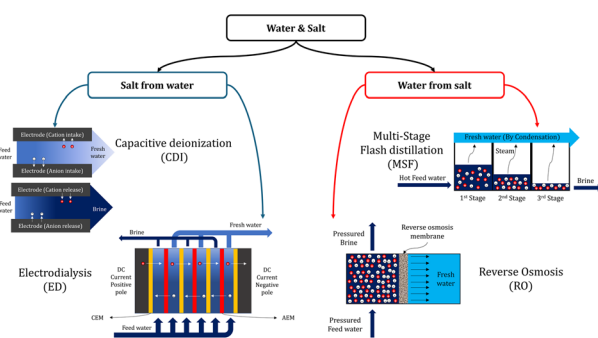 Water & Salt
Salt from water
Water from salt
Electrode (Cation intake)
Feed
water
Fresh
water
Electrode (Anion intake)
Electrode (Cation release)
Feed
water
Brine
Electrode (Anion release)
Capacitive deionization
(CDI)
Multi-Stage
Flash distillation
(MSF)
Fresh water (By Condensation)
Steam
Hot Feed water
Brine
1st Stage
2nd Stage
3rd Stage
Electrodialysis
(ED)
Fresh water
Brine
DC
Current
Positive
pole
DC
Current
Negative
pole
CEM
AEM
Feed water
Pressured
Brine
Reverse osmosis
membrane
Fresh
water
Pressured
Feed water
Reverse Osmosis
(RO)